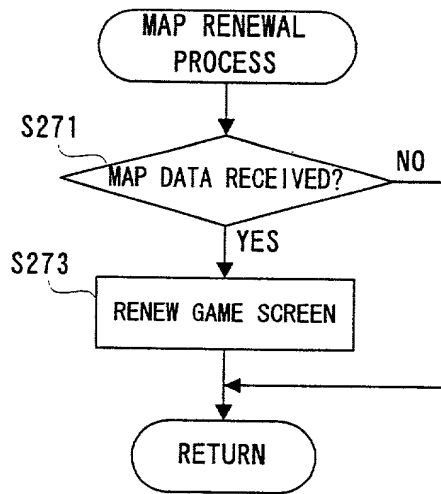 MAP RENEWAL
PROCESS
S271
MAP DATA RECEIVED?
NO
YES
S273
RENEW GAME SCREEN
RETURN